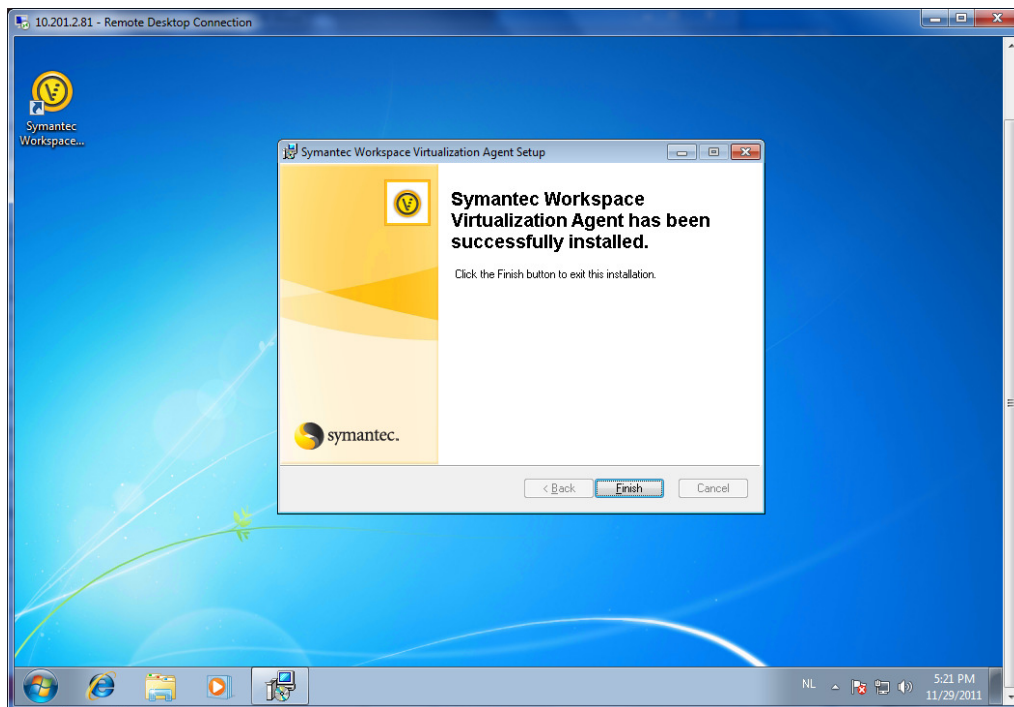 10.201.2.81 - Remote Desktop Connection
Symantec
Workspace...
Symantec Workspace Virtualization Agent Setup
Symantec Workspace
Virtualization Agent has been
successfully installed.
Click the Finish button to exit this installation.
symantec.
< Back
Finish
Cancel
NL
5:21 PM
11/29/2011